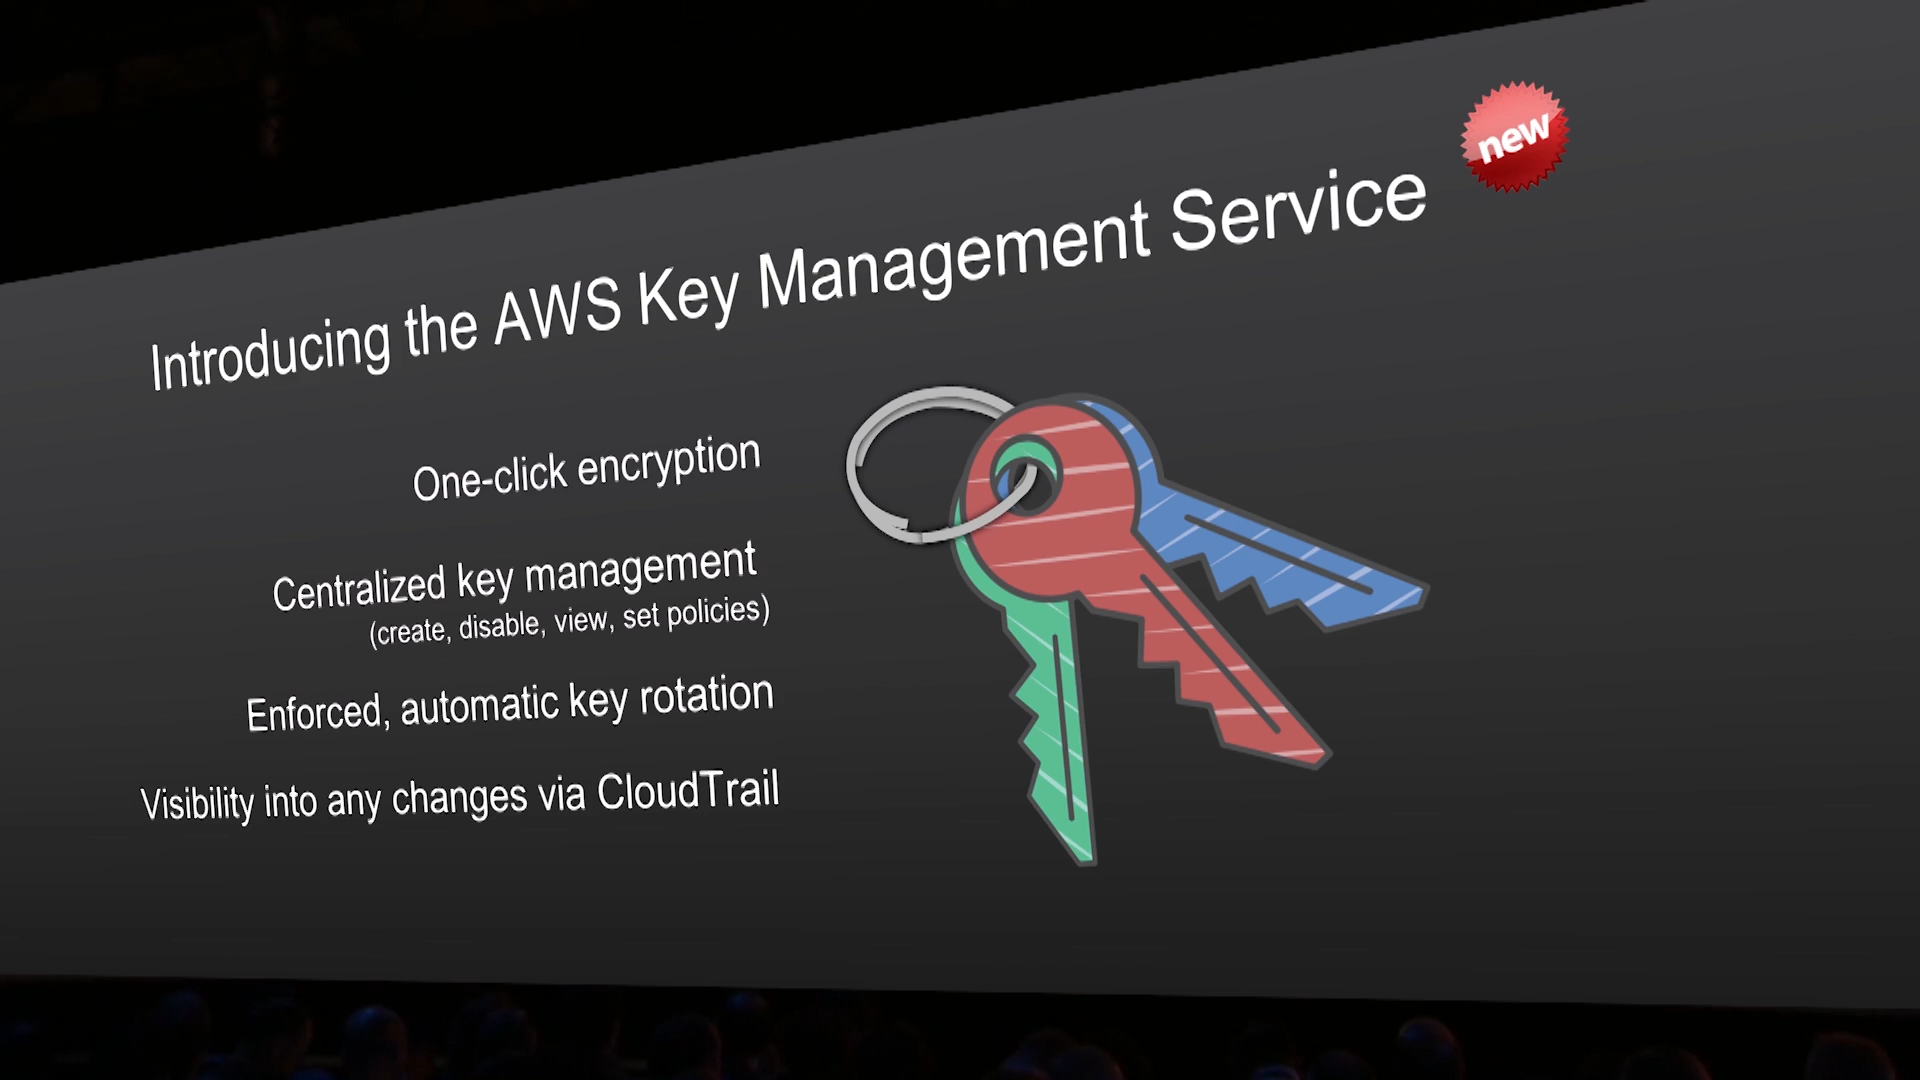 new
Introducing the AWS Key Management Service
One-click encryption
Centralized key management
(create, disable, view, set policies)
Enforced, automatic key rotation
Visibility into any changes via CloudTrail